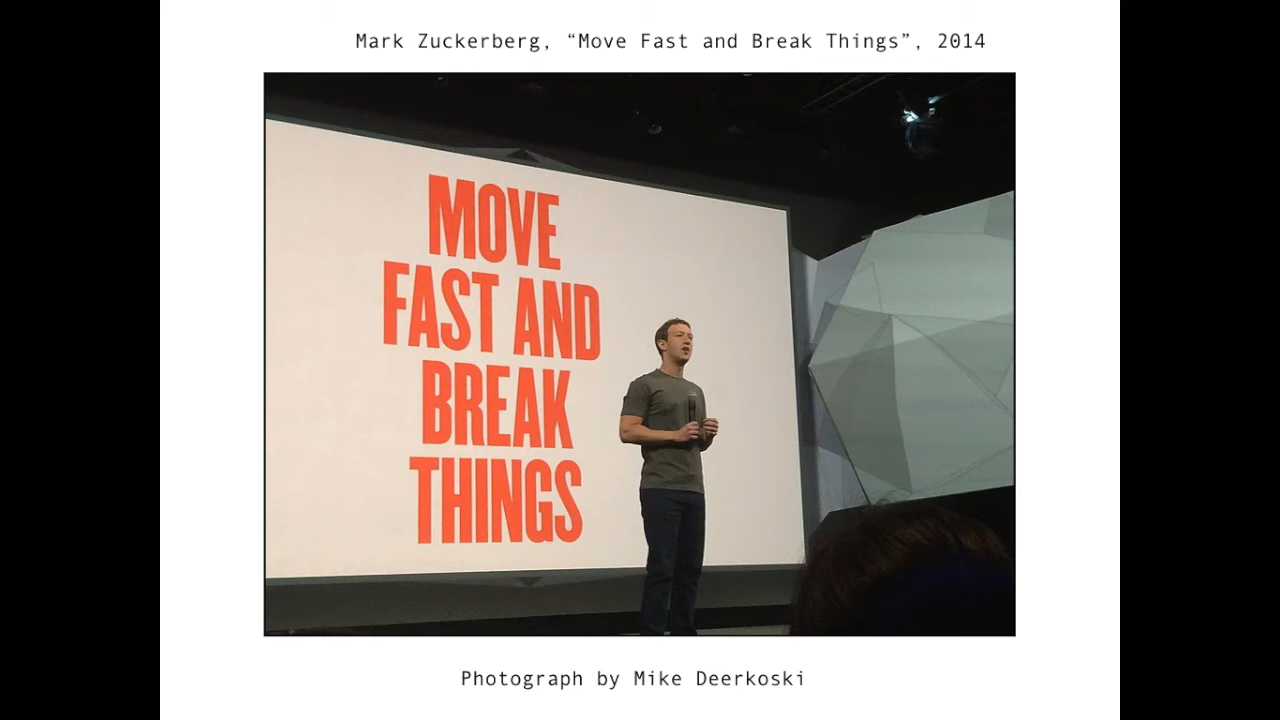 Mark Zuckerberg, “Move Fast and Break Things”, 2014
MOVE
FAST AND
BREAK
THINGS
Photograph by Mike Deerkoski